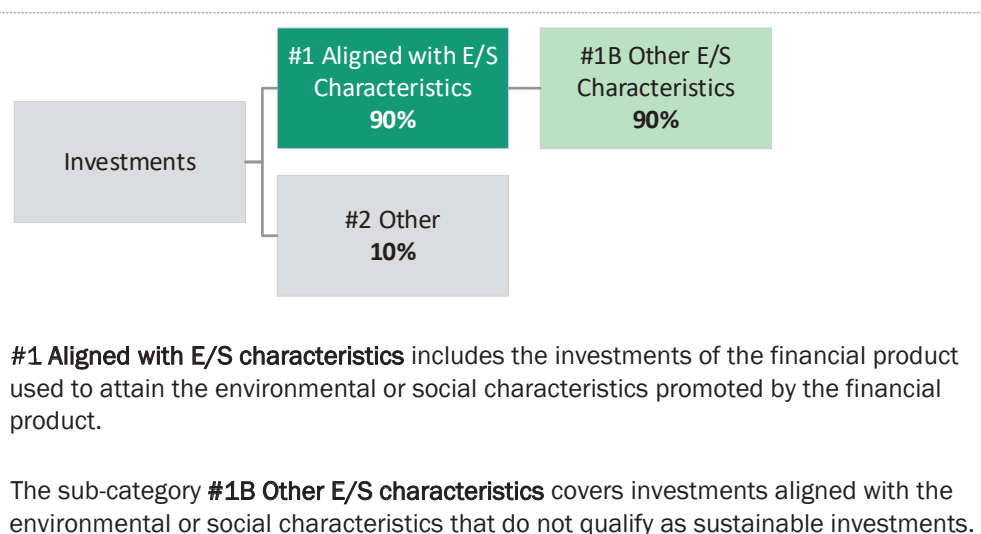 #1 Aligned with E/S
Characteristics
90%
#1B Other E/S
Characteristics
90%
Investments
#2 Other
10%
#1 Aligned with E/S characteristics includes the investments of the financial product
used to attain the environmental or social characteristics promoted by the financial
product.
The sub-category #1B Other E/S characteristics covers investments aligned with the
environmental or social characteristics that do not qualify as sustainable investments.